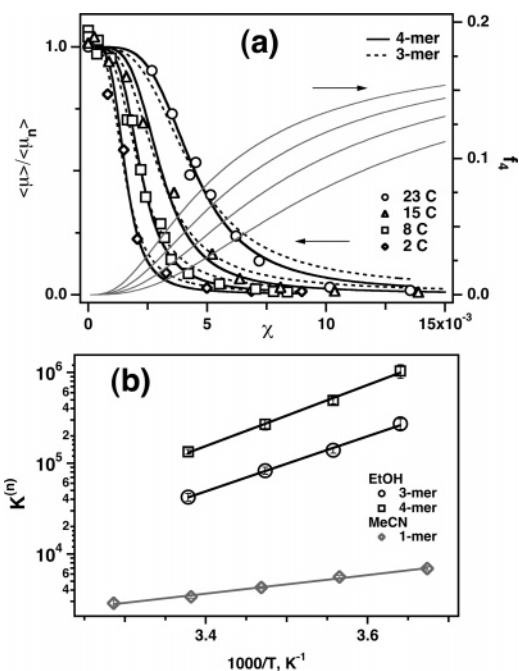 (a)
4-mer
3-mer
1.0
0.0
<μ̇>/<μ̇n>
0.2
0.1
0.0
f4
23 C
15 C
8 C
2 C
0
5
10
15x10-3
χ
(b)
10^6
4
2
10^5
8
6
4
2
10^4
8
6
4
K(n)
EtOH
3-mer
4-mer
MeCN
1-mer
3.4
3.6
1000/T, K-1